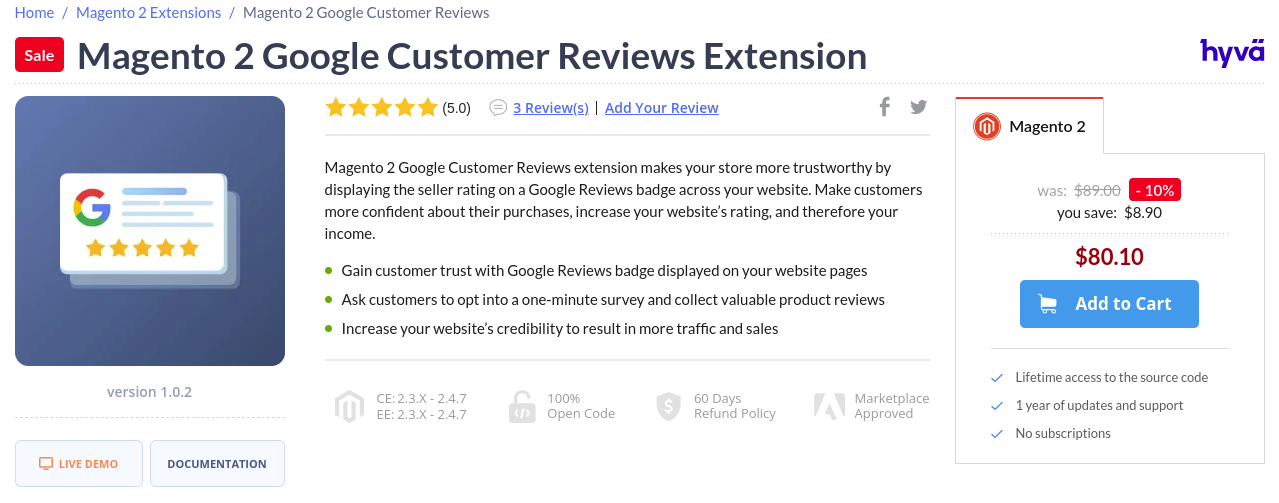 Home / Magento 2 Extensions / Magento 2 Google Customer Reviews
Sale Magento 2 Google Customer Reviews Extension
hyvä
(5.0) 3 Review(s) | Add Your Review
Magento 2 Google Customer Reviews extension makes your store more trustworthy by
displaying the seller rating on a Google Reviews badge across your website. Make customers
more confident about their purchases, increase your website’s rating, and therefore your
income.
Gain customer trust with Google Reviews badge displayed on your website pages
Ask customers to opt into a one-minute survey and collect valuable product reviews
Increase your website’s credibility to result in more traffic and sales
CE: 2.3.X - 2.4.7
EE: 2.3.X - 2.4.7
100%
Open Code
60 Days
Refund Policy
Marketplace
Approved
version 1.0.2
LIVE DEMO
DOCUMENTATION
Magento 2
was: $89.00 - 10%
you save: $8.90
$80.10
Add to Cart
Lifetime access to the source code
1 year of updates and support
No subscriptions